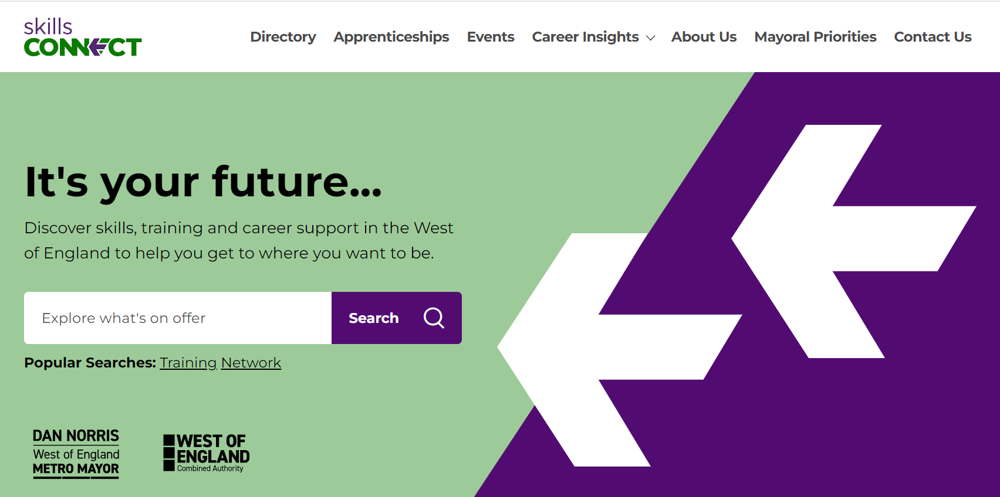 skills
CONNECT
Directory Apprenticeships Events Career Insights About Us Mayoral Priorities Contact Us
It's your future...
Discover skills, training and career support in the West
of England to help you get to where you want to be.
Explore what's on offer Search
Popular Searches: Training Network
DAN NORRIS
West of England
METRO MAYOR
WEST OF
ENGLAND
Combined Authority